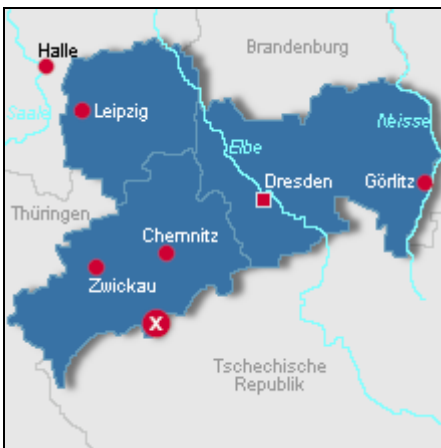 Halle
Brandenburg
Saale
Leipzig
Neisse
Elbe
Dresden
Görlitz
Thüringen
Chemnitz
Zwickau
X
Tschechische
Republik